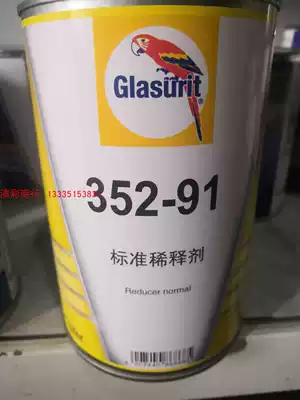 Glasurit
352-91
标准稀释剂
Reducer normal